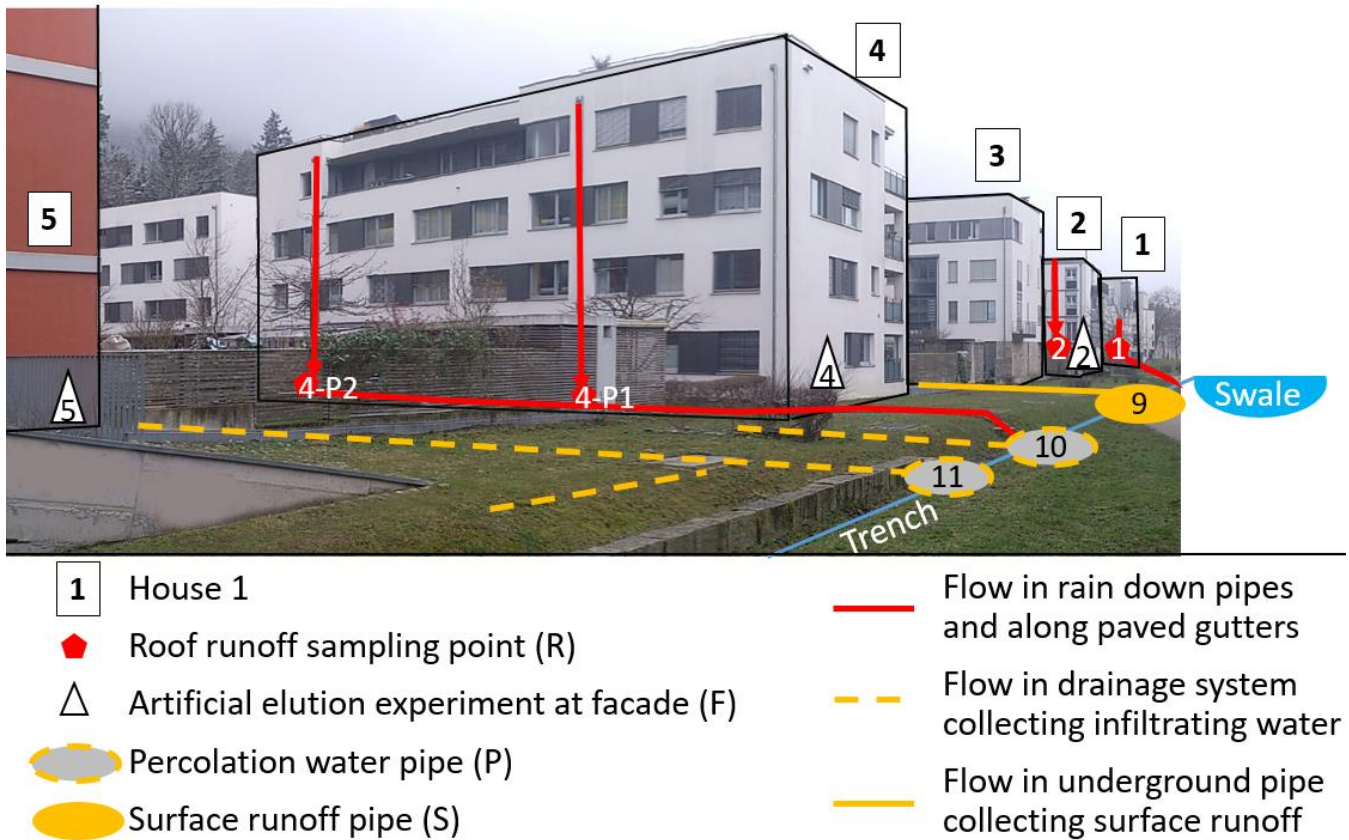 4
3
2
1
5
5
4
2
2
1
4-P2
4-P1
9
Swale
10
11
Trench
1 House 1
Roof runoff sampling point (R)
Artificial elution experiment at facade (F)
Percolation water pipe (P)
Surface runoff pipe (S)
Flow in rain down pipes
and along paved gutters
Flow in drainage system
collecting infiltrating water
Flow in underground pipe
collecting surface runoff